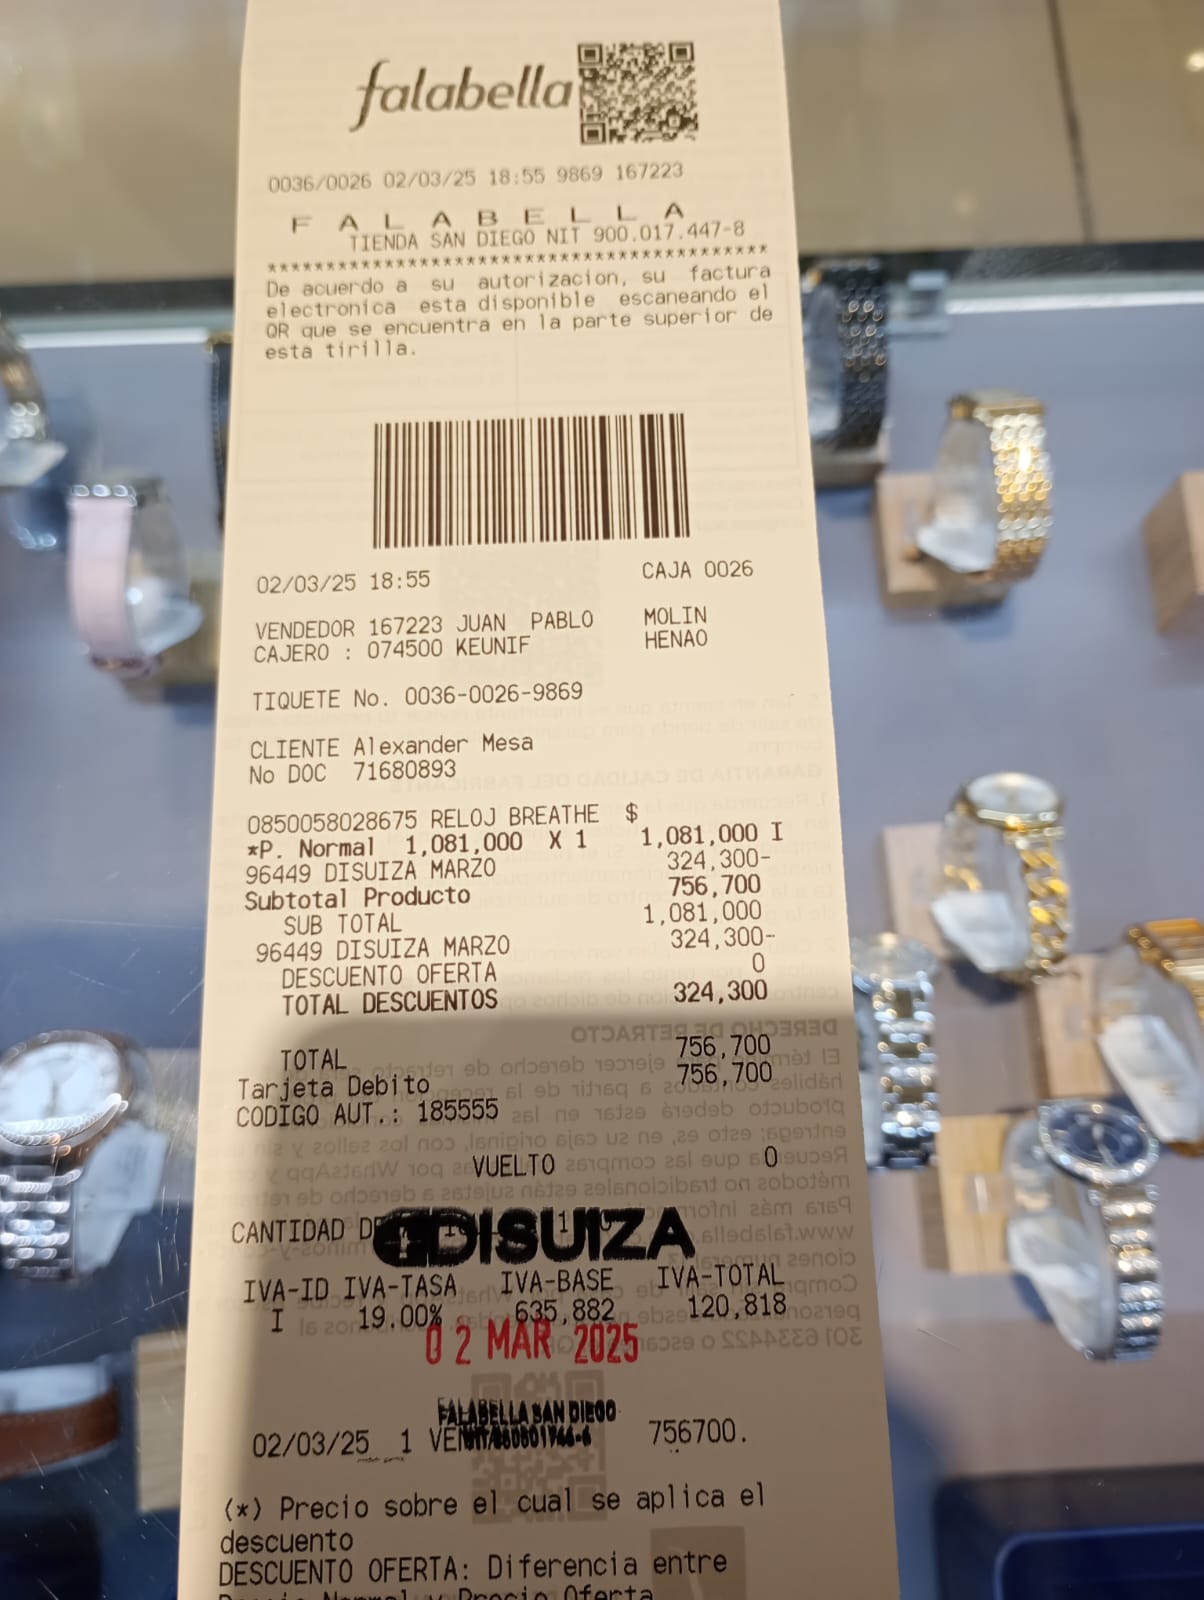 falabella
0036/0026 02/03/25 18:55 9869 167223
F A L A B E L L A
TIENDA SAN DIEGO NIT 900.017.447-8
*******************************************
De acuerdo a su autorizacion, su factura
electronica esta disponible escaneando el
QR que se encuentra en la parte superior de
esta tirilla.
02/03/25 18:55 CAJA 0026
VENDEDOR 167223 JUAN PABLO MOLIN
CAJERO : 074500 KEUNIF HENAO
TIQUETE No. 0036-0026-9869
CLIENTE Alexander Mesa
No DOC 71680893
0850058028675 RELOJ BREATHE $
*P. Normal 1,081,000 X 1 1,081,000 I
96449 DISUIZA MARZO 324,300-
Subtotal Producto 756,700
SUB TOTAL 1,081,000
96449 DISUIZA MARZO 324,300-
DESCUENTO OFERTA 0
TOTAL DESCUENTOS 324,300
TOTAL 756,700
Tarjeta Debito 756,700
CODIGO AUT.: 185555
VUELTO 0
CANTIDAD
DISUIZA
IVA-ID IVA-TASA IVA-BASE IVA-TOTAL
I 19.00% 635,882 120,818
02 MAR 2025
FALABELLA SAN DIEGO
02/03/25 1 756700.
(*) Precio sobre el cual se aplica el
descuento
DESCUENTO OFERTA: Diferencia entre
Precio Normal y Precio Oferta